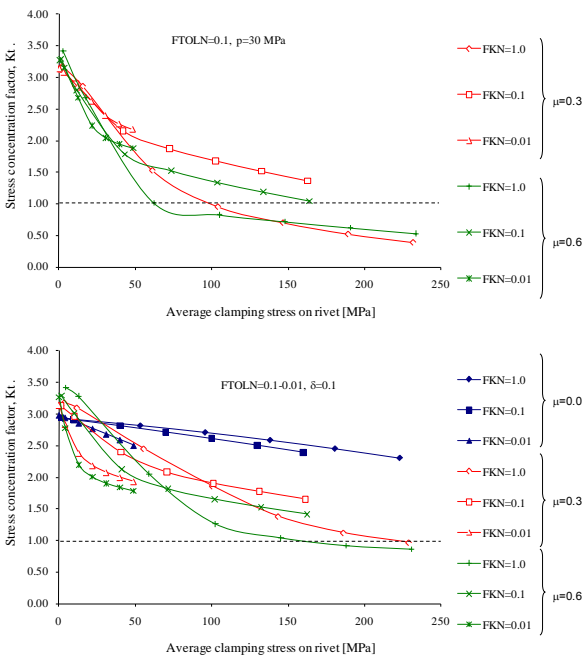 Stress concentration factor, Kt.
4.00
3.50
3.00
2.50
2.00
1.50
1.00
0.50
0.00
FTOLN=0.1, p=30 MPa
0
50
100
150
200
250
Average clamping stress on rivet [MPa]
FKN=1.0
FKN=0.1
FKN=0.01
μ=0.3
FKN=1.0
FKN=0.1
FKN=0.01
μ=0.6
Stress concentration factor, Kt.
4.00
3.50
3.00
2.50
2.00
1.50
1.00
0.50
0.00
FTOLN=0.1-0.01, δ=0.1
0
50
100
150
200
250
Average clamping stress on rivet [MPa]
FKN=1.0
FKN=0.1
FKN=0.01
μ=0.0
FKN=1.0
FKN=0.1
FKN=0.01
μ=0.3
FKN=1.0
FKN=0.1
FKN=0.01
μ=0.6